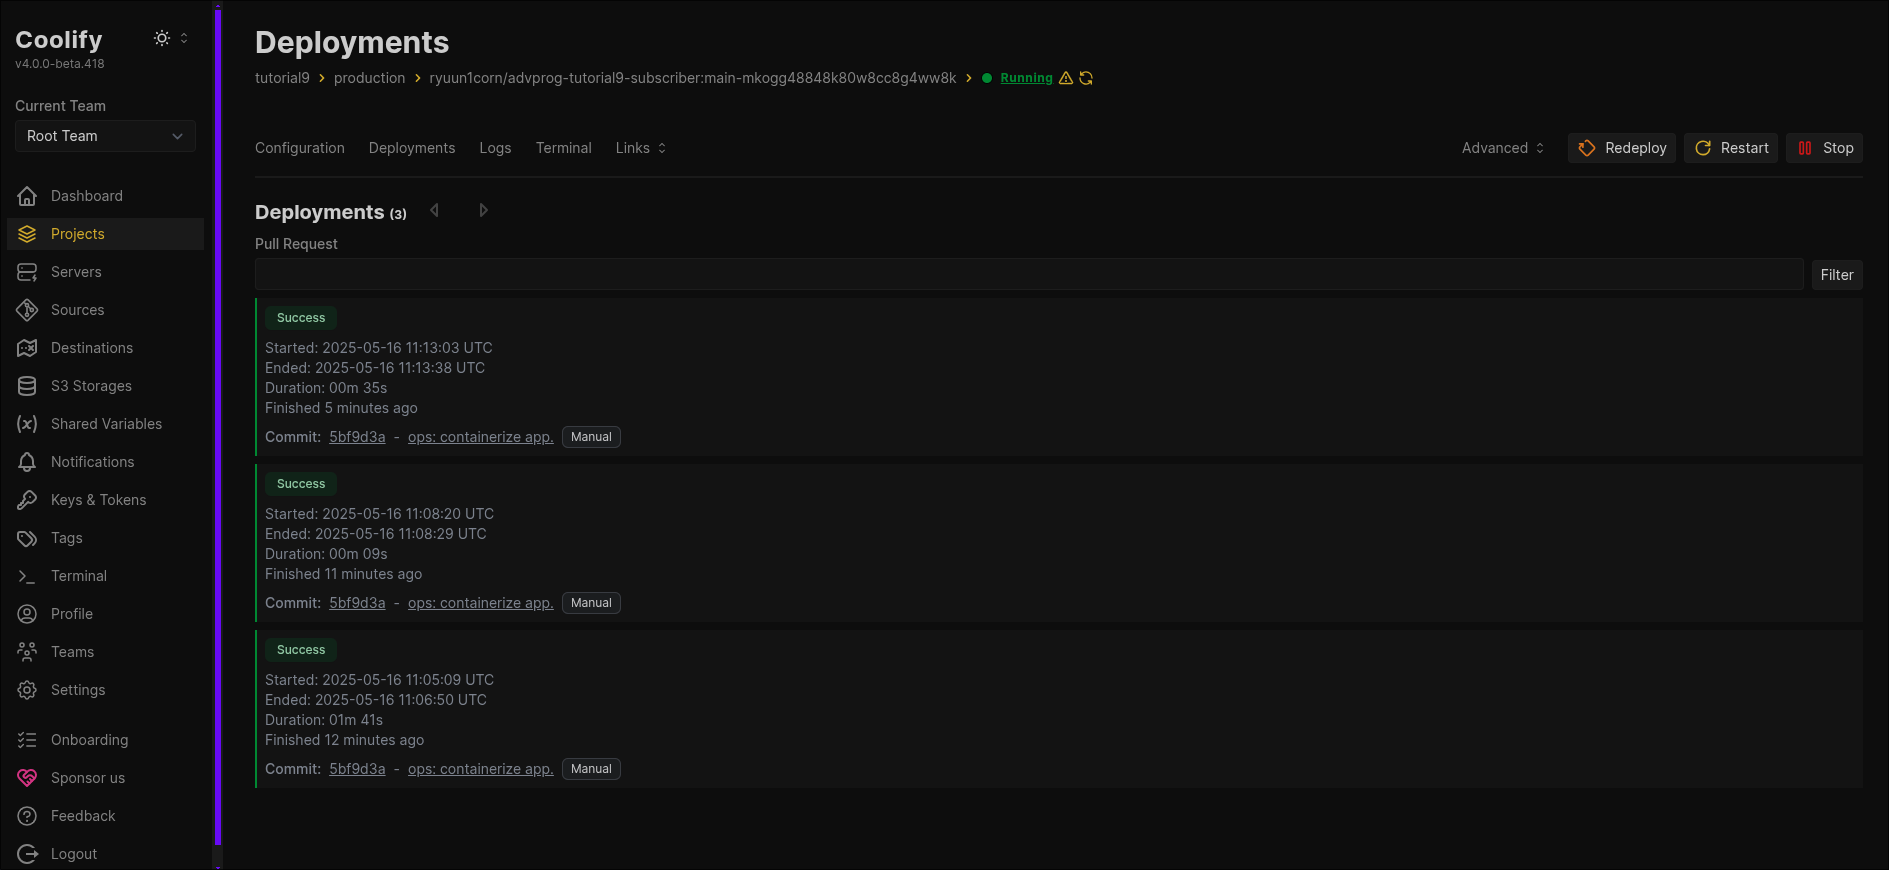 Coolify
v4.0.0-beta.418
Current Team
Root Team
Dashboard
Projects
Servers
Sources
Destinations
S3 Storages
Shared Variables
Notifications
Keys & Tokens
Tags
Terminal
Profile
Teams
Settings
Onboarding
Sponsor us
Feedback
Logout
Deployments
tutorial9 production ryuun1corn/advprog-tutorial9-subscriber:main-mkogg48848k80w8cc8g4ww8k Running
Configuration Deployments Logs Terminal Links Advanced Redeploy Restart Stop
Deployments (3)
Pull Request
Filter
Success
Started: 2025-05-16 11:13:03 UTC
Ended: 2025-05-16 11:13:38 UTC
Duration: 00m 35s
Finished 5 minutes ago
Commit: 5bf9d3a - ops: containerize app. Manual
Success
Started: 2025-05-16 11:08:20 UTC
Ended: 2025-05-16 11:08:29 UTC
Duration: 00m 09s
Finished 11 minutes ago
Commit: 5bf9d3a - ops: containerize app. Manual
Success
Started: 2025-05-16 11:05:09 UTC
Ended: 2025-05-16 11:06:50 UTC
Duration: 01m 41s
Finished 12 minutes ago
Commit: 5bf9d3a - ops: containerize app. Manual